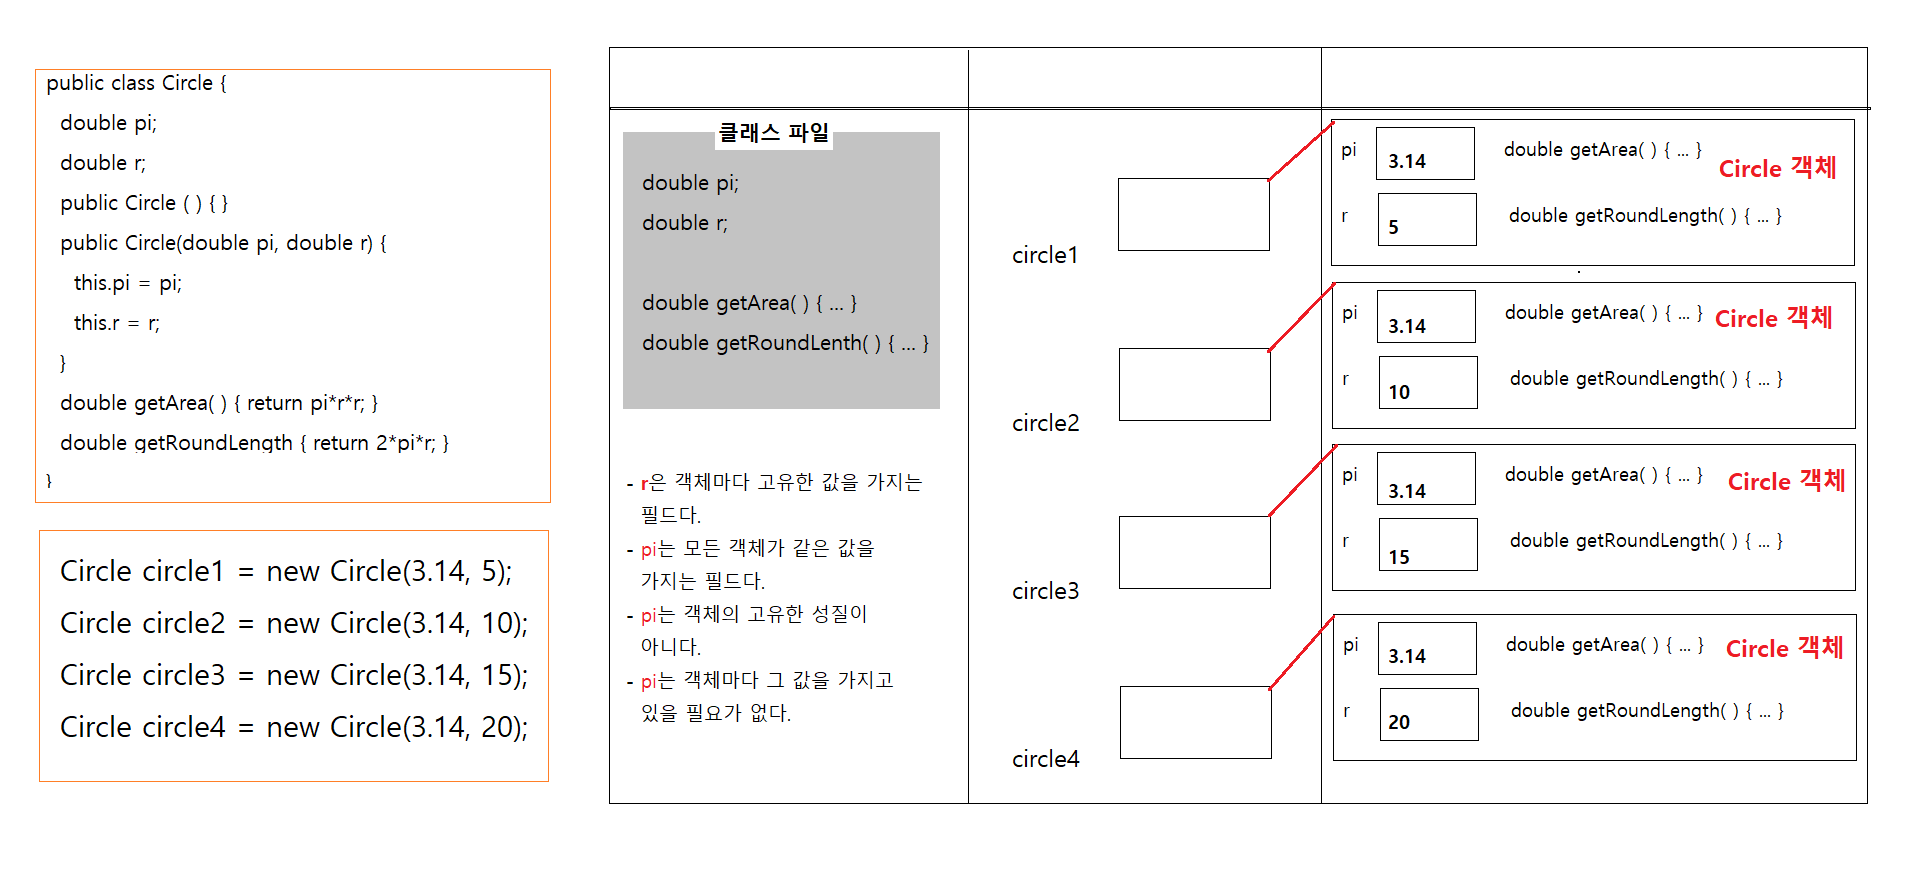 public class Circle {
double pi;
double r;
public Circle ( ) { }
public Circle(double pi, double r) {
this.pi = pi;
this.r = r;
}
double getArea( ) { return pi*r*r; }
double getRoundLength { return 2*pi*r; }
}
Circle circle1 = new Circle(3.14, 5);
Circle circle2 = new Circle(3.14, 10);
Circle circle3 = new Circle(3.14, 15);
Circle circle4 = new Circle(3.14, 20);
클래스 파일
double pi;
double r;
double getArea( ) { ... }
double getRoundLenth( ) { ... }
- r은 객체마다 고유한 값을 가지는
필드다.
- pi는 모든 객체가 같은 값을
가지는 필드다.
- pi는 객체의 고유한 성질이
아니다.
- pi는 객체마다 그 값을 가지고
있을 필요가 없다.
circle1
circle2
circle3
circle4
pi 3.14 double getArea( ) { ... } Circle 객체
r 5 double getRoundLength( ) { ... }
pi 3.14 double getArea( ) { ... } Circle 객체
r 10 double getRoundLength( ) { ... }
pi 3.14 double getArea( ) { ... } Circle 객체
r 15 double getRoundLength( ) { ... }
pi 3.14 double getArea( ) { ... } Circle 객체
r 20 double getRoundLength( ) { ... }